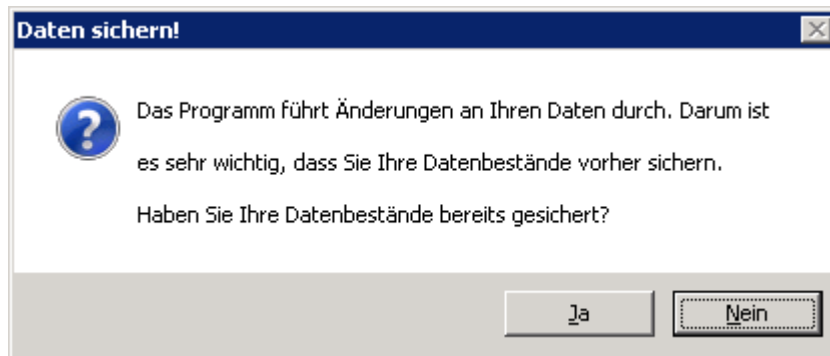 Daten sichern!
Das Programm führt Änderungen an Ihren Daten durch. Darum ist
es sehr wichtig, dass Sie Ihre Datenbestände vorher sichern.
Haben Sie Ihre Datenbestände bereits gesichert?
Ja
Nein